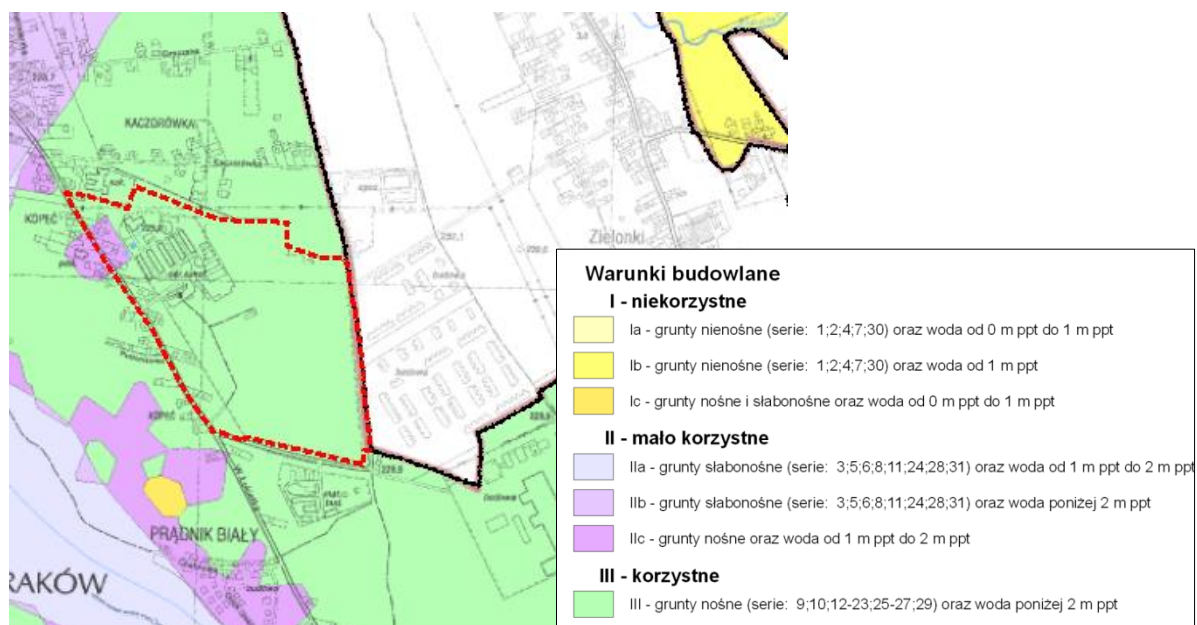 KACZORÓWKA
KOPEĆ
Zielonki
PRĄDNIK BIAŁY
RAKÓW
Warunki budowlane
I - niekorzystne
Ia - grunty nienośne (serie: 1;2;4;7;30) oraz woda od 0 m ppt do 1 m ppt
Ib - grunty nienośne (serie: 1;2;4;7;30) oraz woda od 1 m ppt
Ic - grunty nośne i słabonośne oraz woda od 0 m ppt do 1 m ppt
II - mało korzystne
IIa - grunty słabonośne (serie: 3;5;6;8;11;24;28;31) oraz woda od 1 m ppt do 2 m ppt
IIb - grunty słabonośne (serie: 3;5;6;8;11;24;28;31) oraz woda poniżej 2 m ppt
IIc - grunty nośne oraz woda od 1 m ppt do 2 m ppt
III - korzystne
III - grunty nośne (serie: 9;10;12-23;25-27;29) oraz woda poniżej 2 m ppt